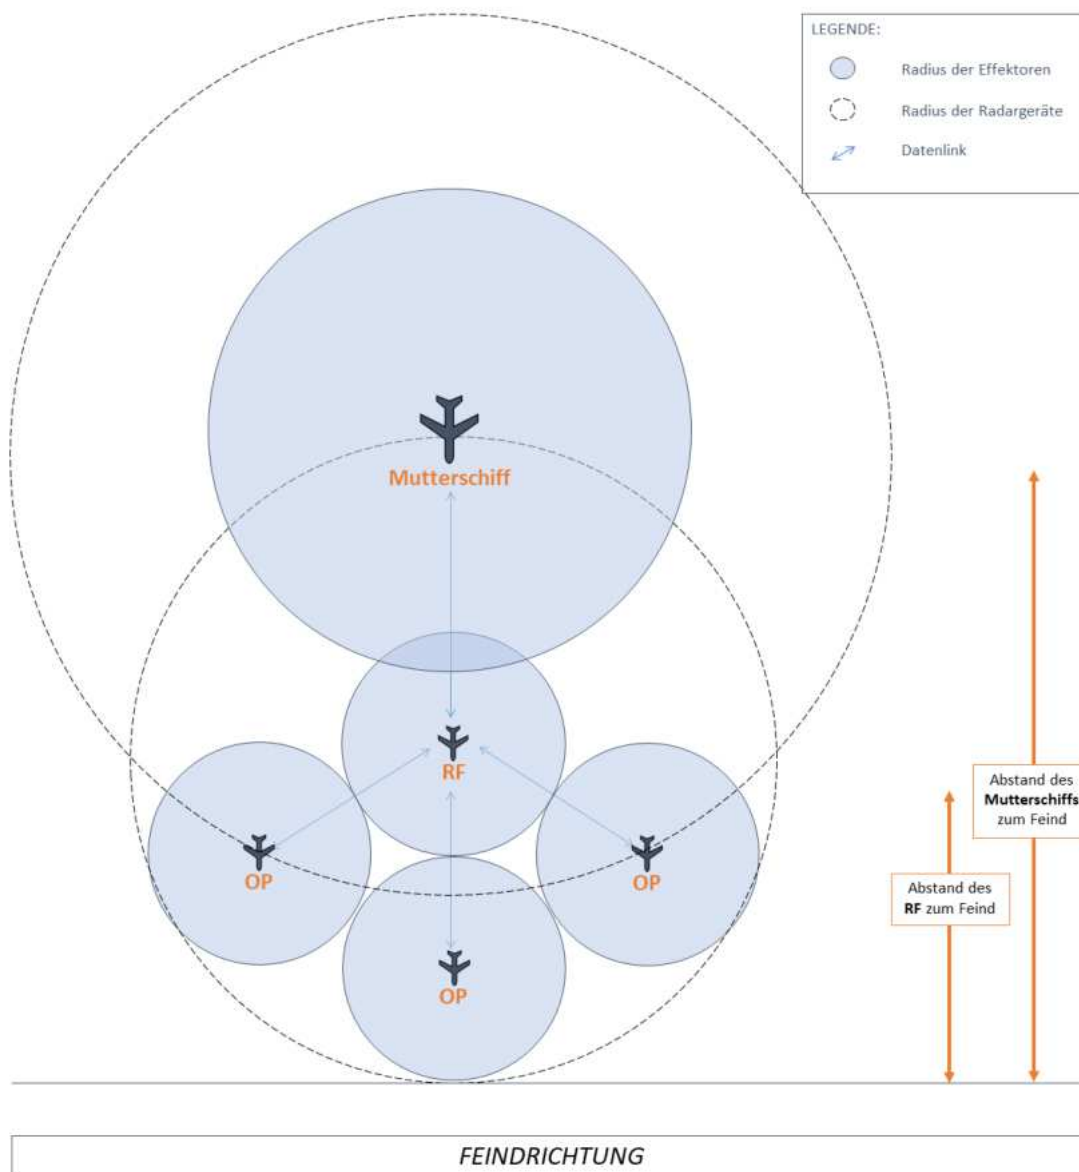 LEGENDE:
Radius der Effektoren
Radius der Radargeräte
Datenlink
Mutterschiff
RF
OP
OP
OP
Abstand des
Mutterschiffs
zum Feind
Abstand des
RF zum Feind
FEINDRICHTUNG